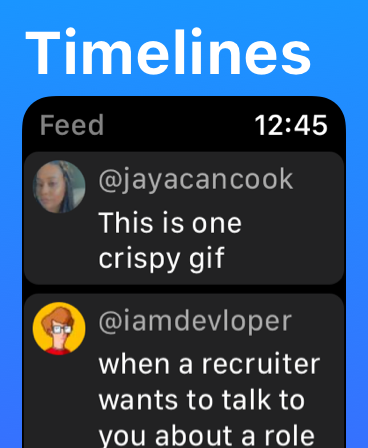 Timelines
Feed 12:45
@jayacancook
This is one
crispy gif
@iamdevloper
when a recruiter
wants to talk to
you about a role